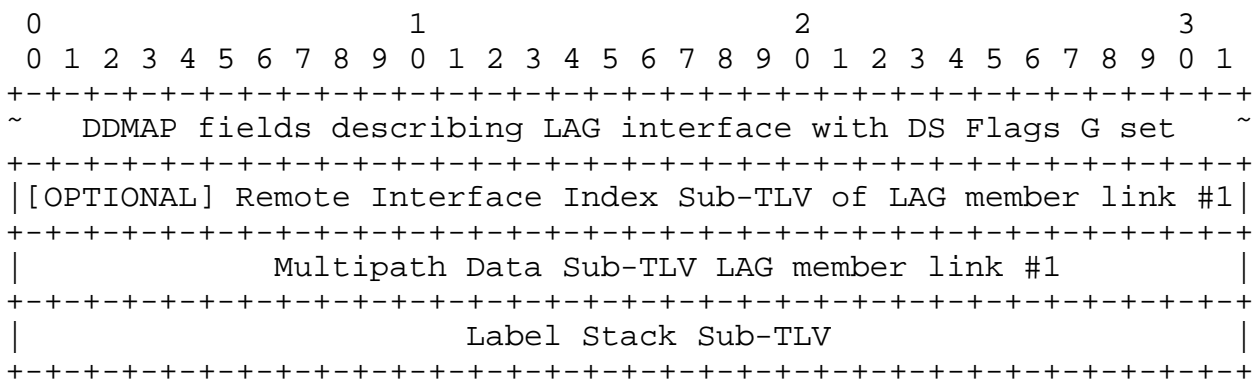 0                   1                   2                   3
 0 1 2 3 4 5 6 7 8 9 0 1 2 3 4 5 6 7 8 9 0 1 2 3 4 5 6 7 8 9 0 1
+-+-+-+-+-+-+-+-+-+-+-+-+-+-+-+-+-+-+-+-+-+-+-+-+-+-+-+-+-+-+-+-+
~   DDMAP fields describing LAG interface with DS Flags G set   ~
+-+-+-+-+-+-+-+-+-+-+-+-+-+-+-+-+-+-+-+-+-+-+-+-+-+-+-+-+-+-+-+-+
|[OPTIONAL] Remote Interface Index Sub-TLV of LAG member link #1|
+-+-+-+-+-+-+-+-+-+-+-+-+-+-+-+-+-+-+-+-+-+-+-+-+-+-+-+-+-+-+-+-+
|             Multipath Data Sub-TLV LAG member link #1         |
+-+-+-+-+-+-+-+-+-+-+-+-+-+-+-+-+-+-+-+-+-+-+-+-+-+-+-+-+-+-+-+-+
|                       Label Stack Sub-TLV                     |
+-+-+-+-+-+-+-+-+-+-+-+-+-+-+-+-+-+-+-+-+-+-+-+-+-+-+-+-+-+-+-+-+